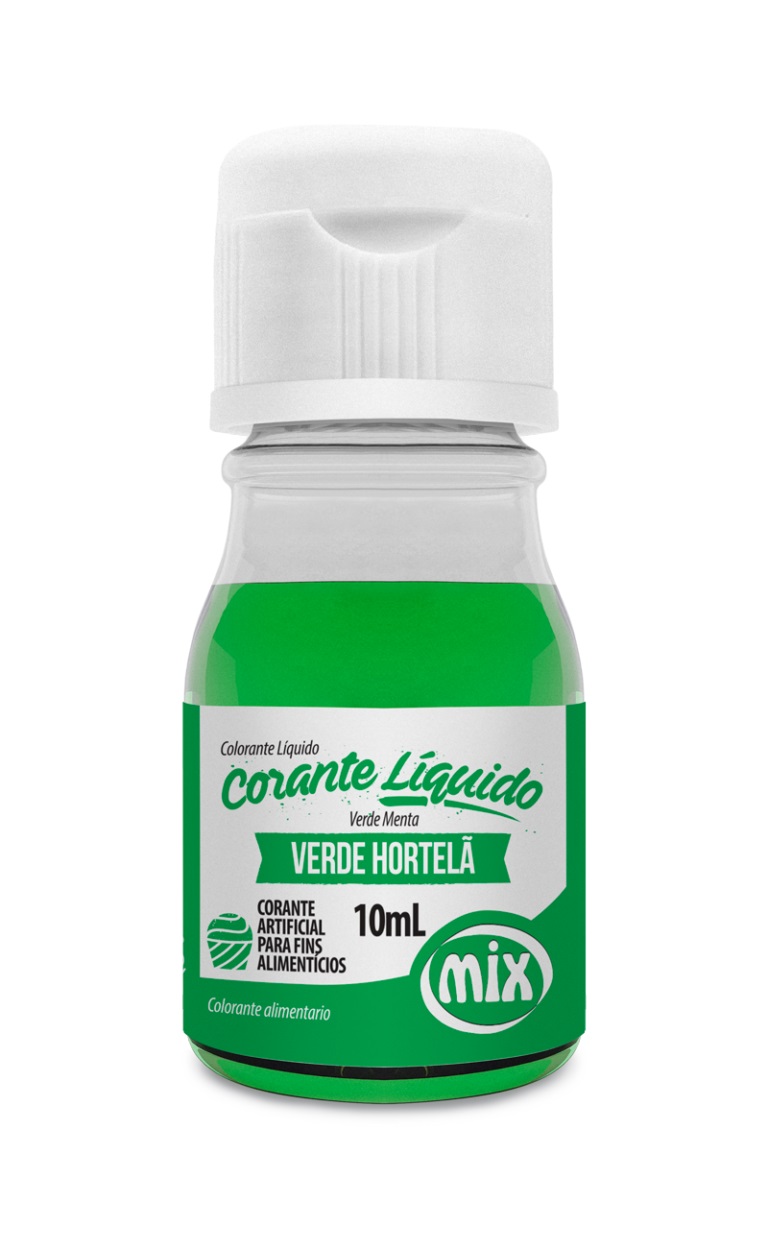 Colorante Líquido
Corante Líquido
Verde Menta
VERDE HORTELÃ
CORANTE
ARTIFICIAL
PARA FINS
ALIMENTÍCIOS
10mL
mix
Colorante alimentario